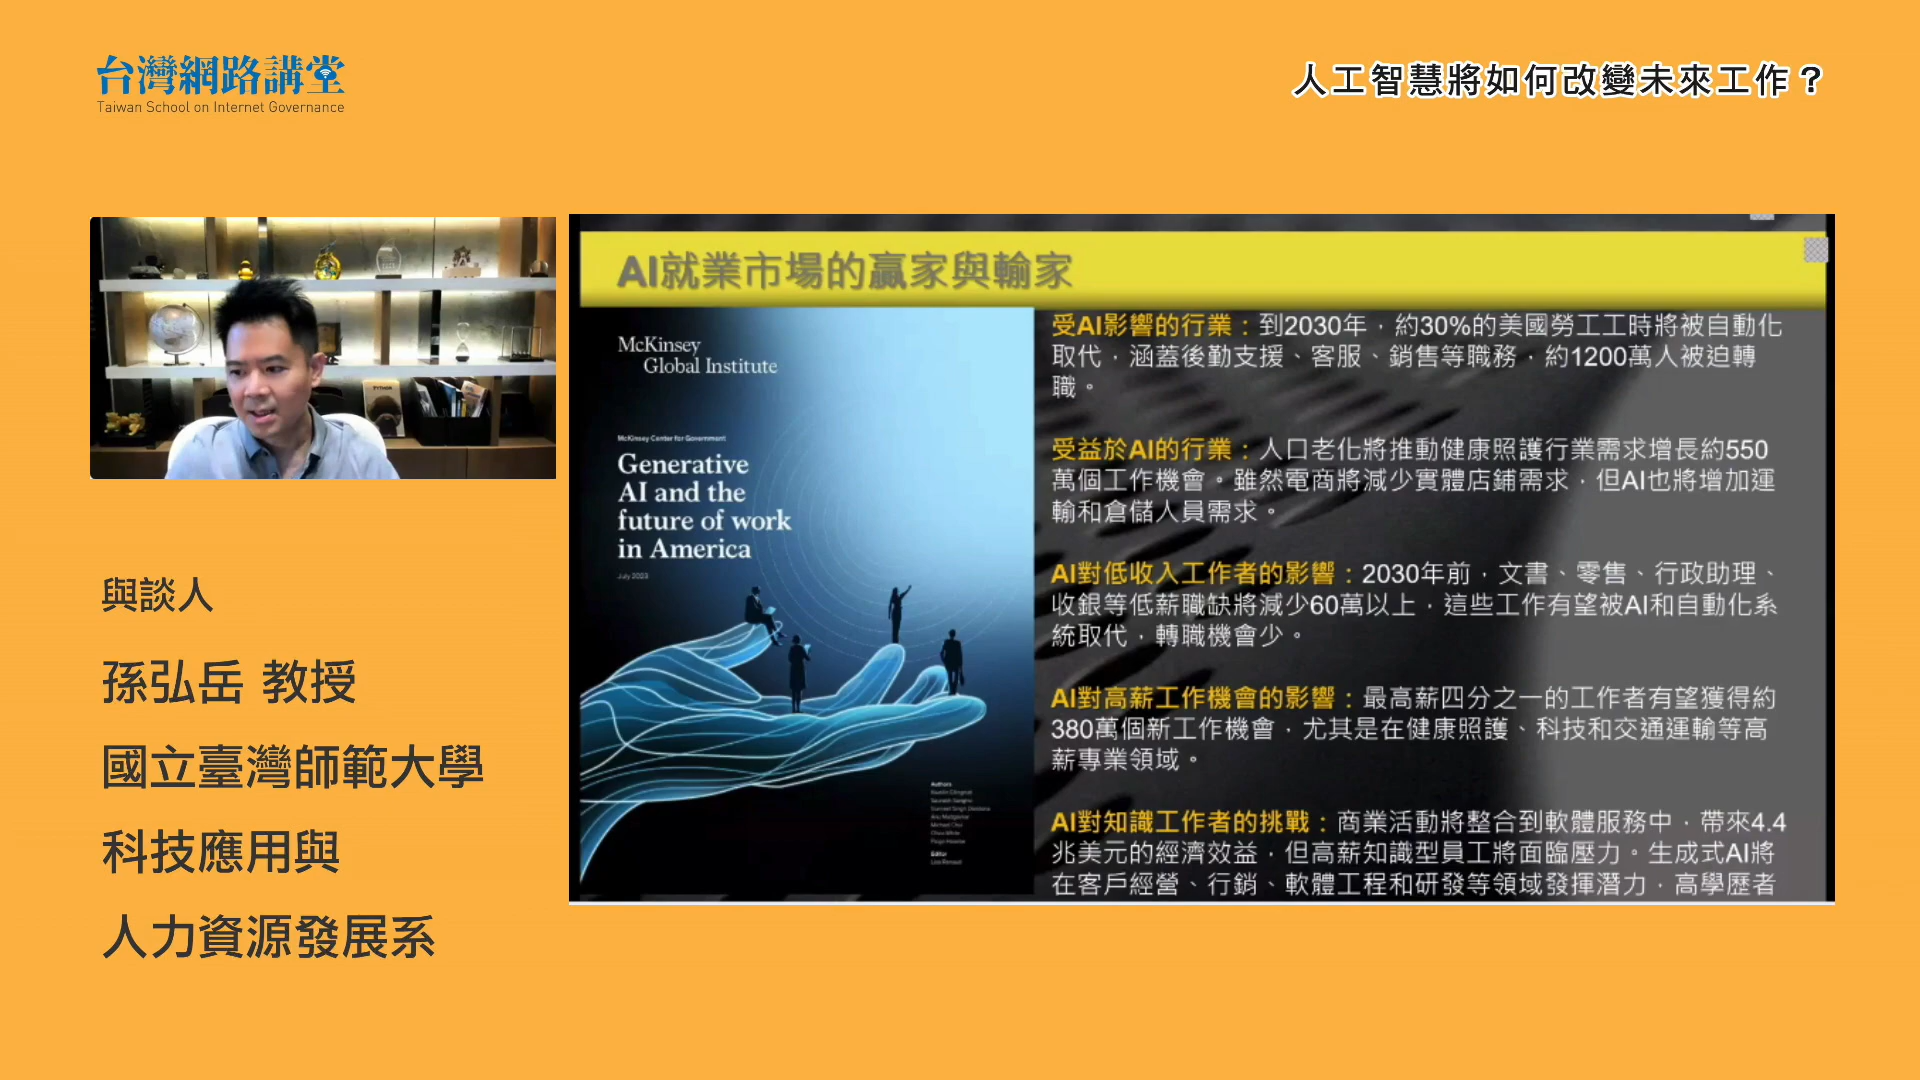 台灣網路講堂
Taiwan School on Internet Governance
人工智慧將如何改變未來工作？
AI就業市場的贏家與輸家
McKinsey
Global Institute
McKinsey Center for Government
Generative
AI and the
future of work
in America
July 2023
Authors
Editor
受AI影響的行業：到2030年，約30%的美國勞工工時將被自動化
取代，涵蓋後勤支援、客服、銷售等職務，約1200萬人被迫轉
職。
受益於AI的行業：人口老化將推動健康照護行業需求增長約550
萬個工作機會。雖然電商將減少實體店鋪需求，但AI也將增加運
輸和倉儲人員需求。
AI對低收入工作者的影響：2030年前，文書、零售、行政助理、
收銀等低薪職缺將減少60萬以上，這些工作有望被AI和自動化系
統取代，轉職機會少。
AI對高薪工作機會的影響：最高薪四分之一的工作者有望獲得約
380萬個新工作機會，尤其是在健康照護、科技和交通運輸等高
薪專業領域。
AI對知識工作者的挑戰：商業活動將整合到軟體服務中，帶來4.4
兆美元的經濟效益，但高薪知識型員工將面臨壓力。生成式AI將
在客戶經營、行銷、軟體工程和研發等領域發揮潛力，高學歷者
PYTHON
與談人
孫弘岳 教授
國立臺灣師範大學
科技應用與
人力資源發展系